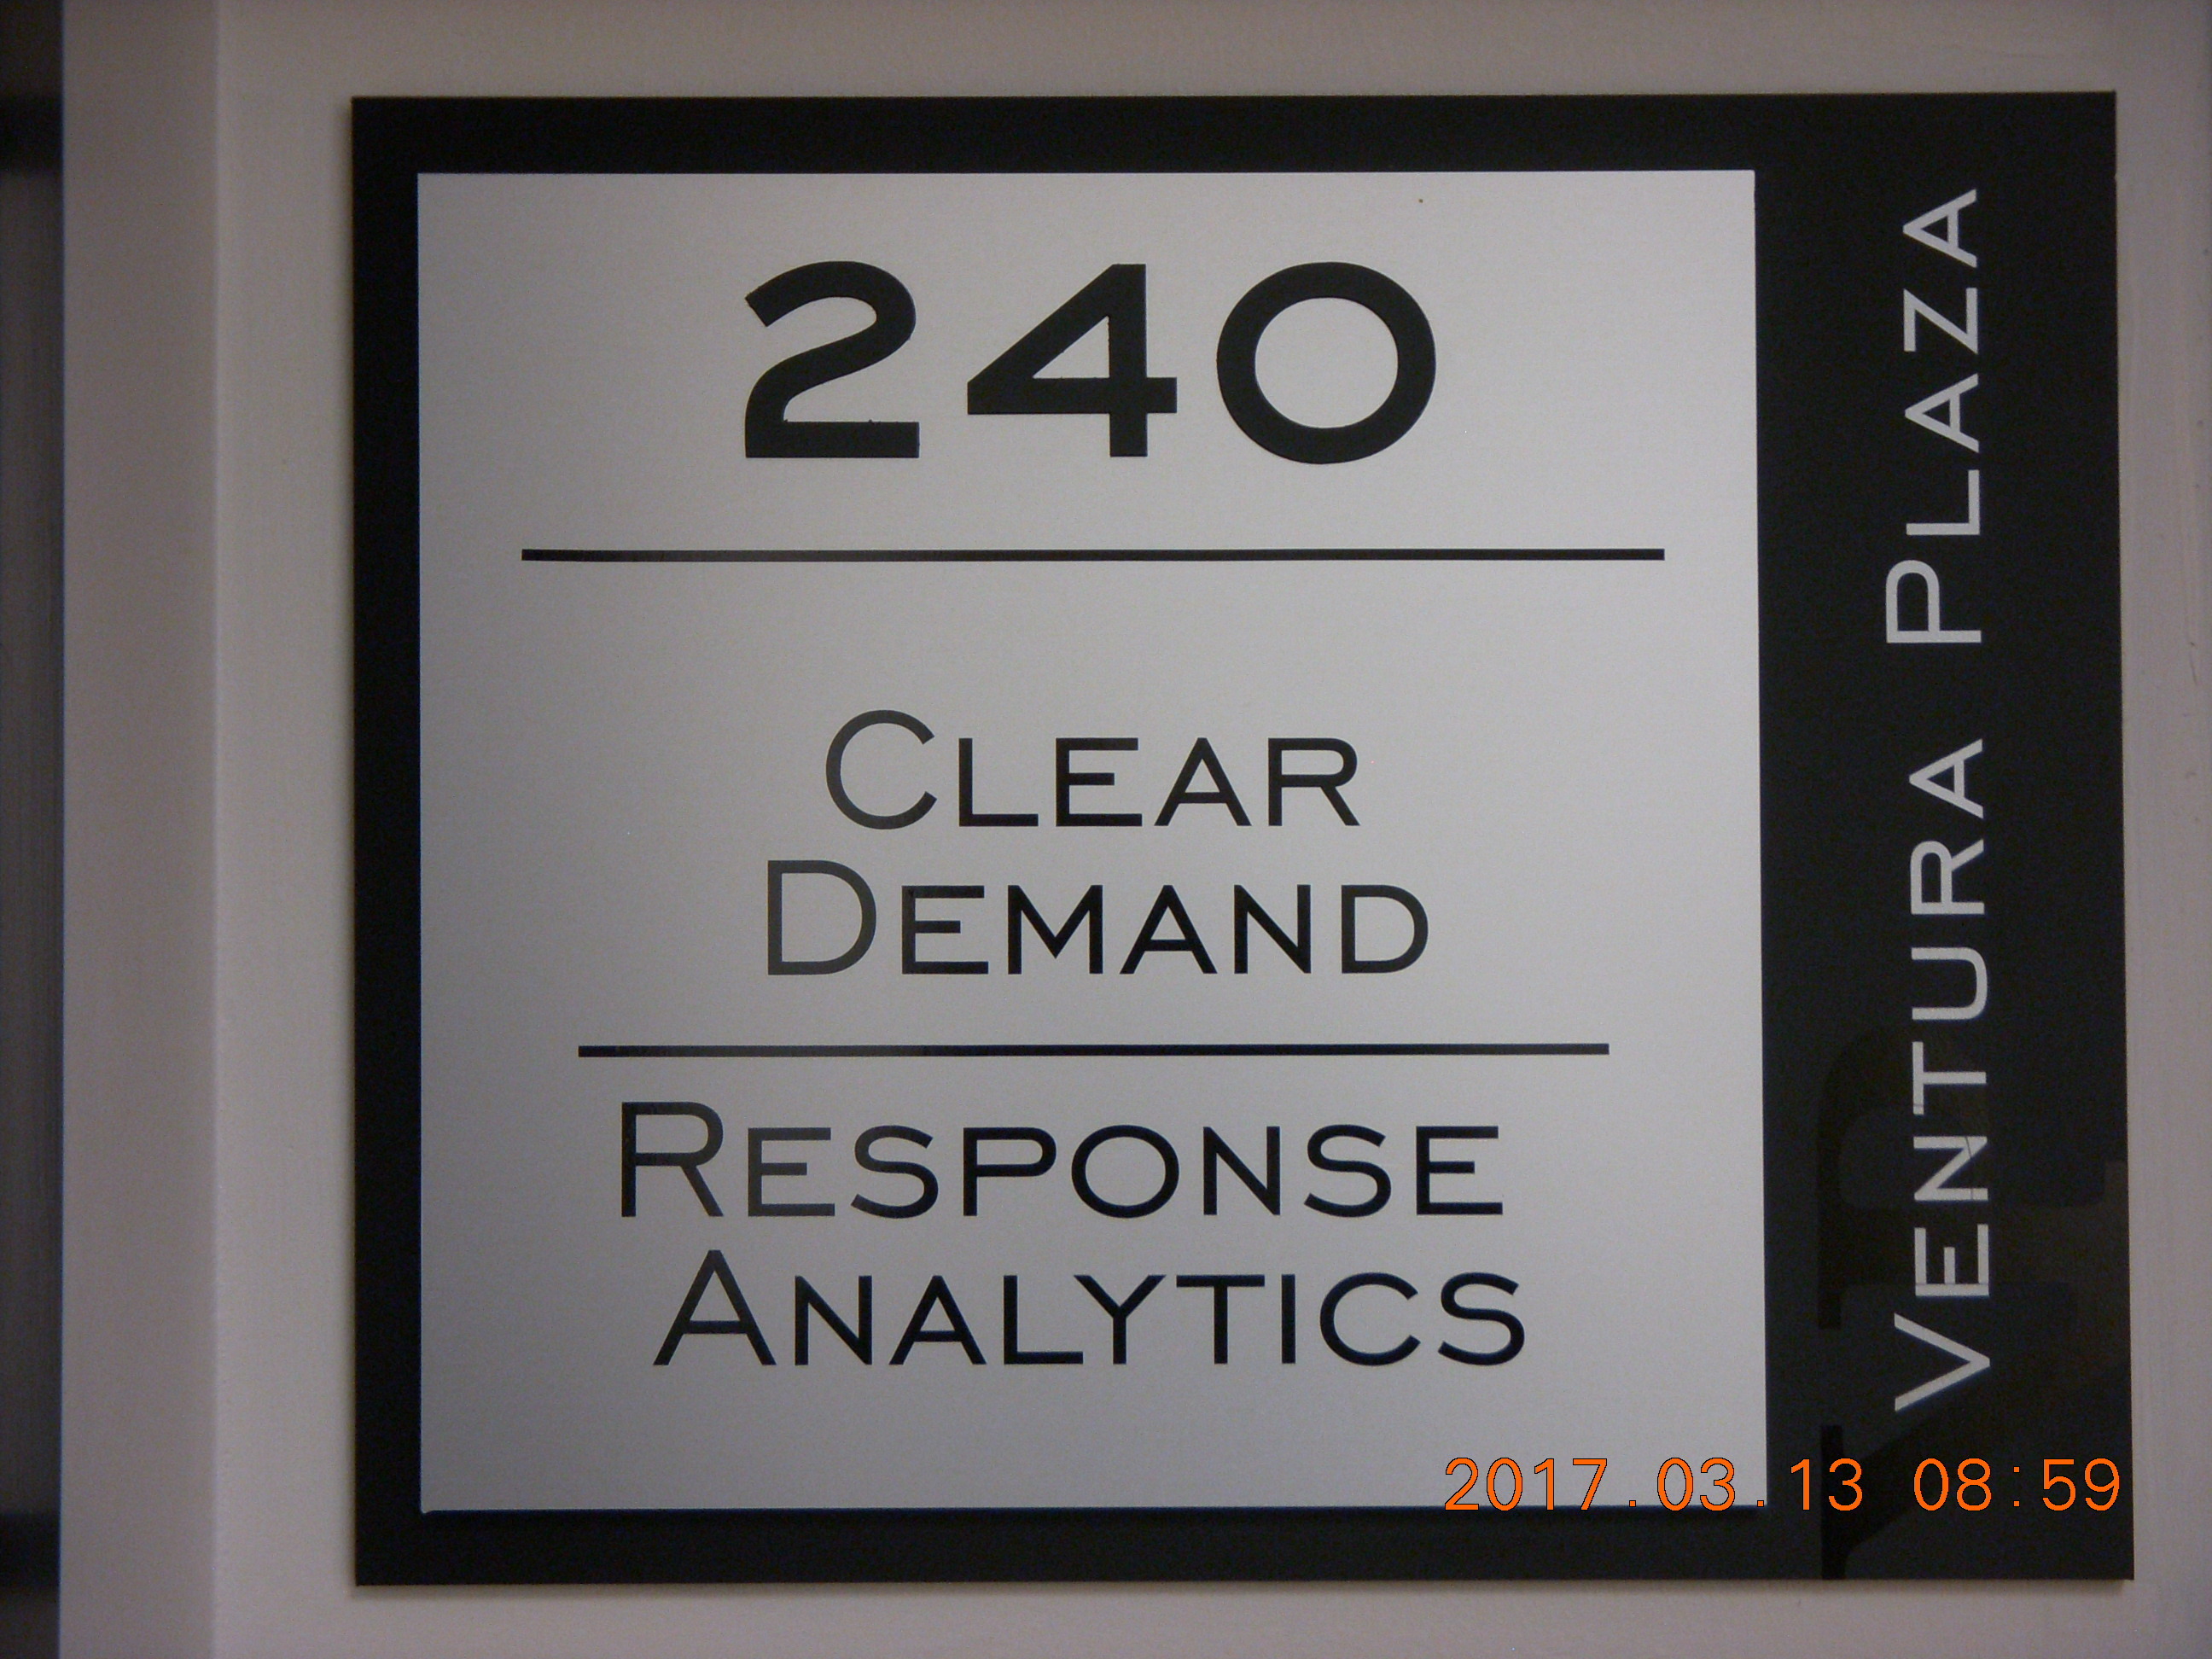 240
CLEAR
DEMAND
RESPONSE
ANALYTICS
VENTURA PLAZA
2017.03.13 08:59